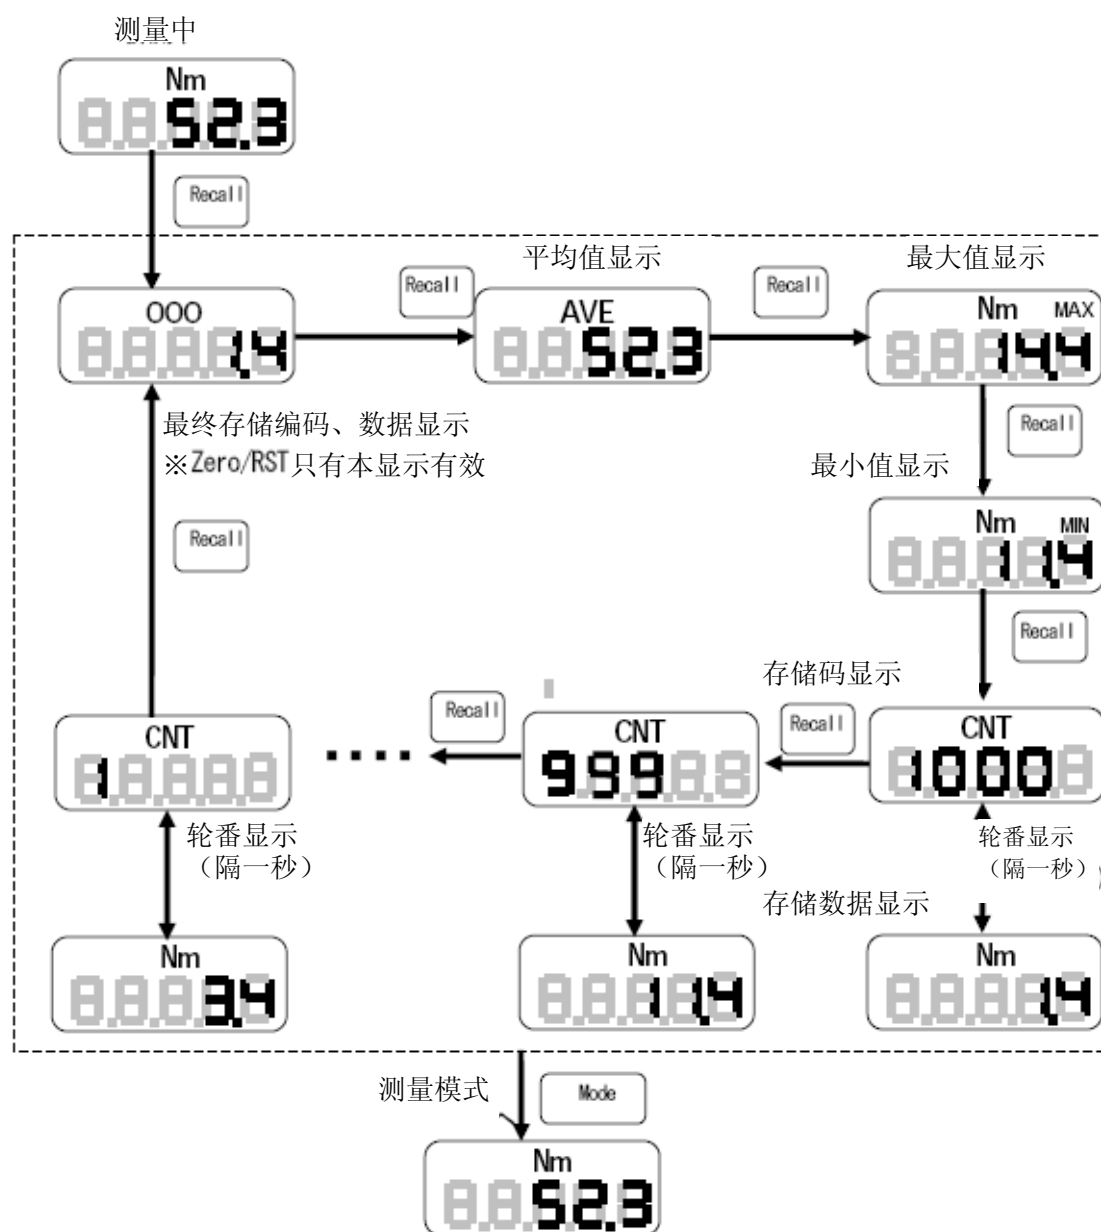 测量中
Nm
52.3
Recall
平均值显示
最大值显示
Recall
Recall
OOO
1.4
AVE
52.3
Nm MAX
14.4
最终存储编码、数据显示
※Zero/RST只有本显示有效
Recall
最小值显示
Nm MIN
11.4
Recall
Recall
存储码显示
Recall
Recall
CNT
1
CNT
999
CNT
1000
轮番显示
（隔一秒）
轮番显示
（隔一秒）
轮番显示
（隔一秒）
存储数据显示
Nm
3.4
Nm
11.4
Nm
1.4
测量模式
Mode
Nm
52.3